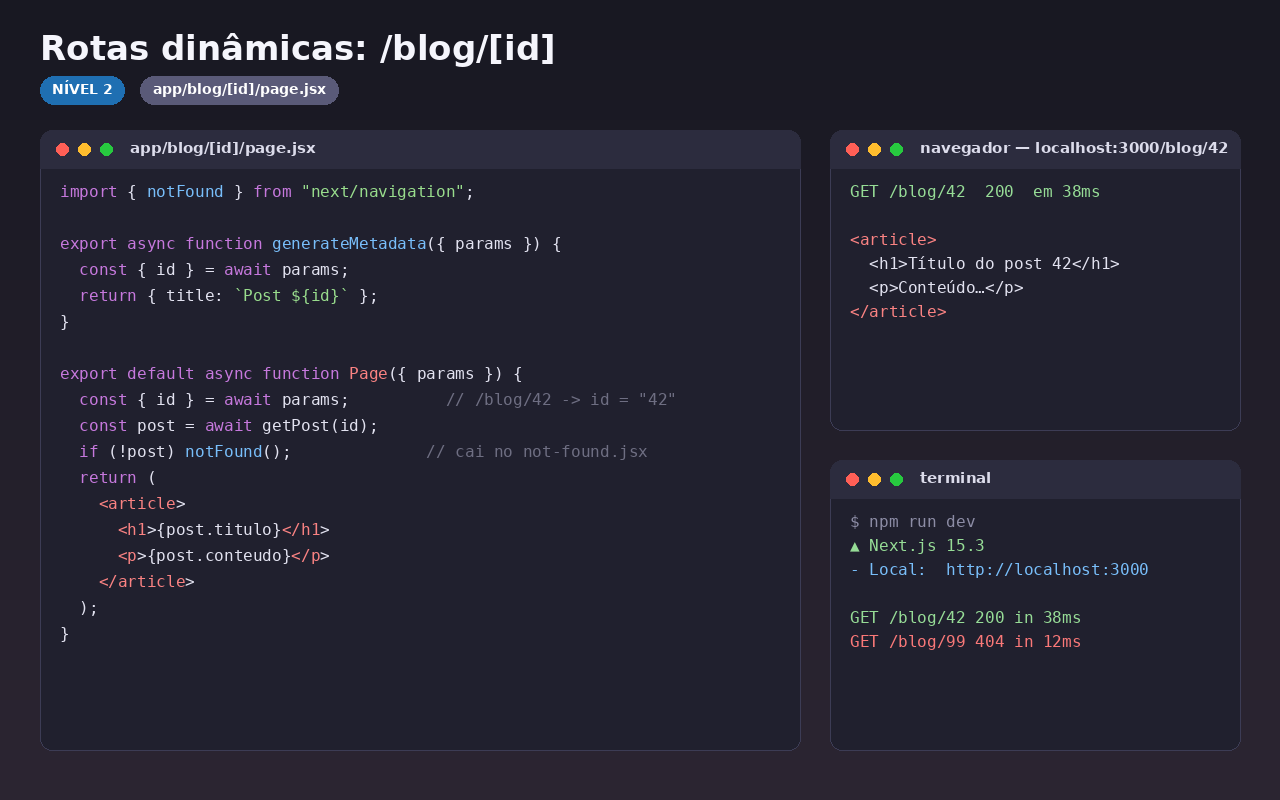 Rotas dinâmicas: /blog/[id]
NÍVEL 2
app/blog/[id]/page.jsx
app/blog/[id]/page.jsx
import { notFound } from "next/navigation";
export async function generateMetadata({ params }) {
  const { id } = await params;
  return { title: `Post ${id}` };
}
export default async function Page({ params }) {
  const { id } = await params;          // /blog/42 -> id = "42"
  const post = await getPost(id);
  if (!post) notFound();              // cai no not-found.jsx
  return (
    <article>
      <h1>{post.titulo}</h1>
      <p>{post.conteudo}</p>
    </article>
  );
}
navegador — localhost:3000/blog/42
GET /blog/42  200  em 38ms
<article>
  <h1>Título do post 42</h1>
  <p>Conteúdo…</p>
</article>
terminal
$ npm run dev
▲ Next.js 15.3
- Local:  http://localhost:3000
GET /blog/42 200 in 38ms
GET /blog/99 404 in 12ms